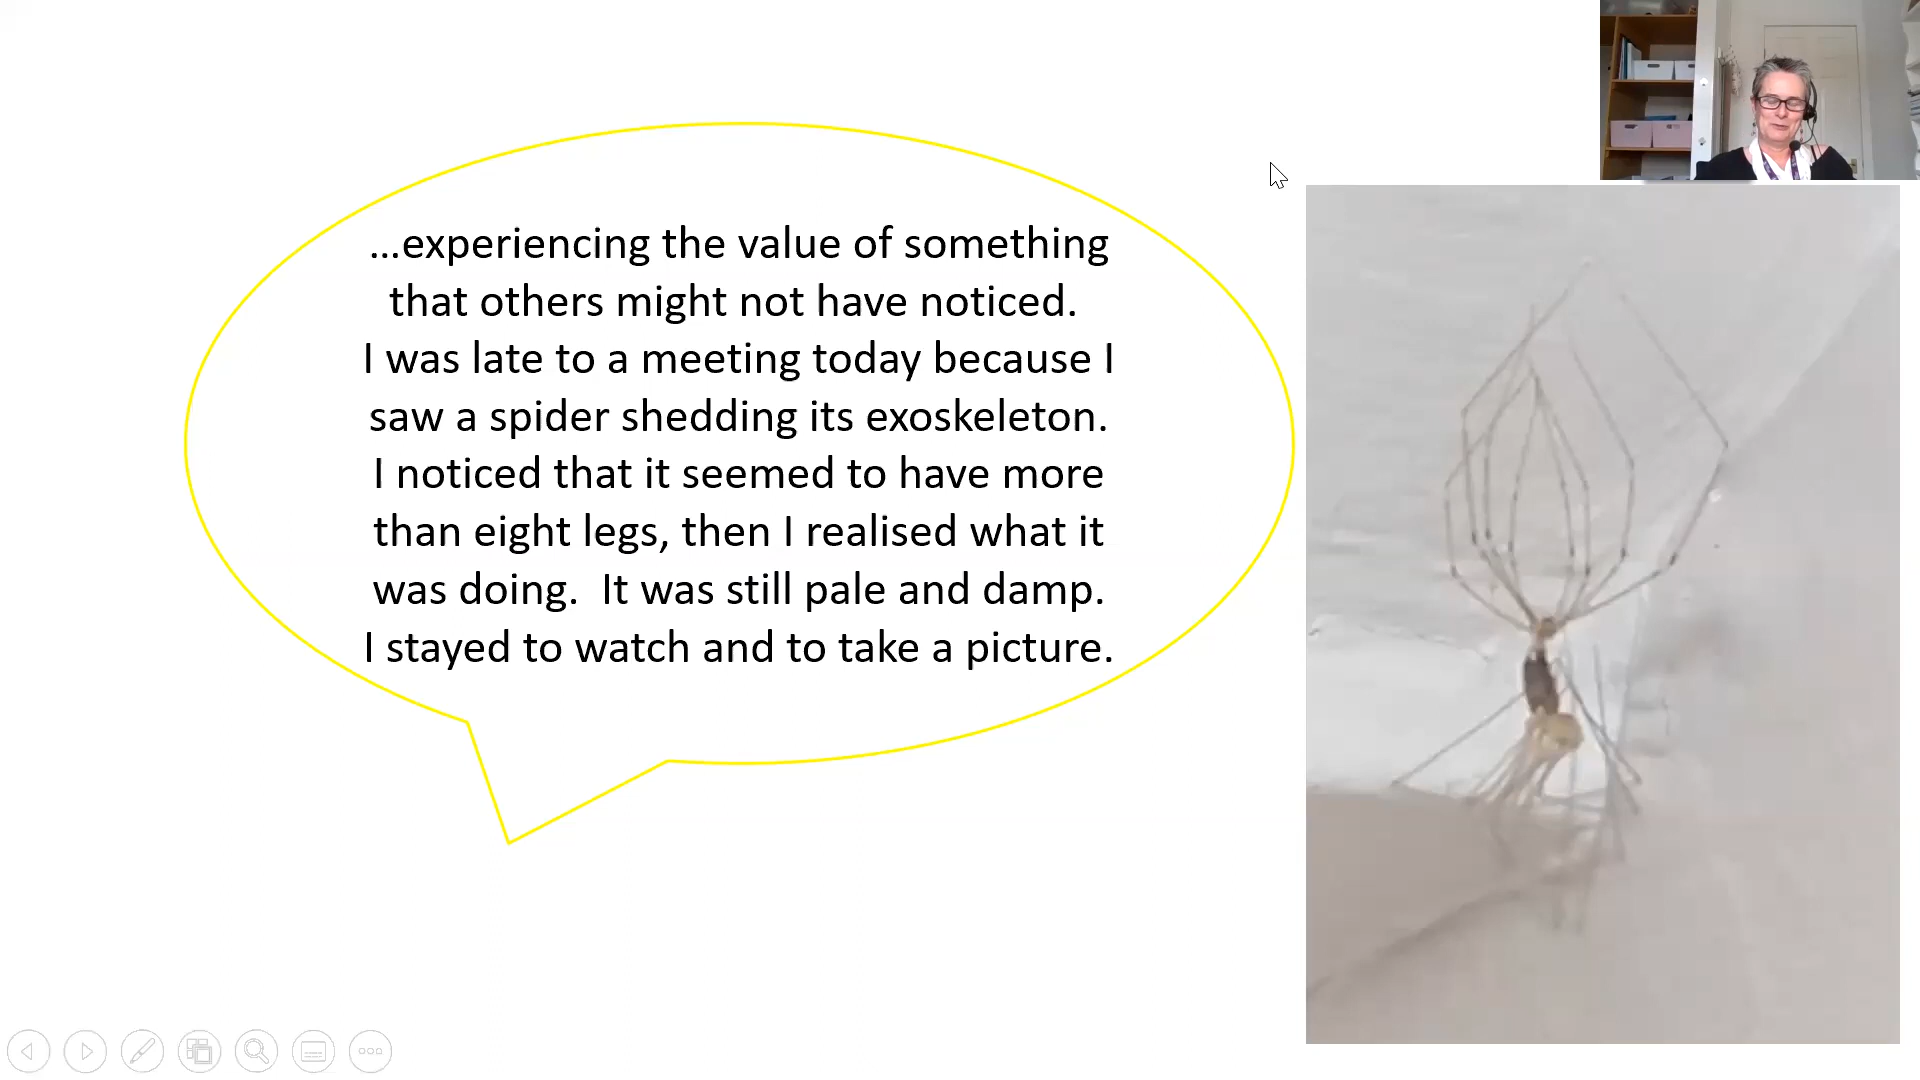 ...experiencing the value of something
that others might not have noticed.
I was late to a meeting today because I
saw a spider shedding its exoskeleton.
I noticed that it seemed to have more
than eight legs, then I realised what it
was doing.  It was still pale and damp.
I stayed to watch and to take a picture.